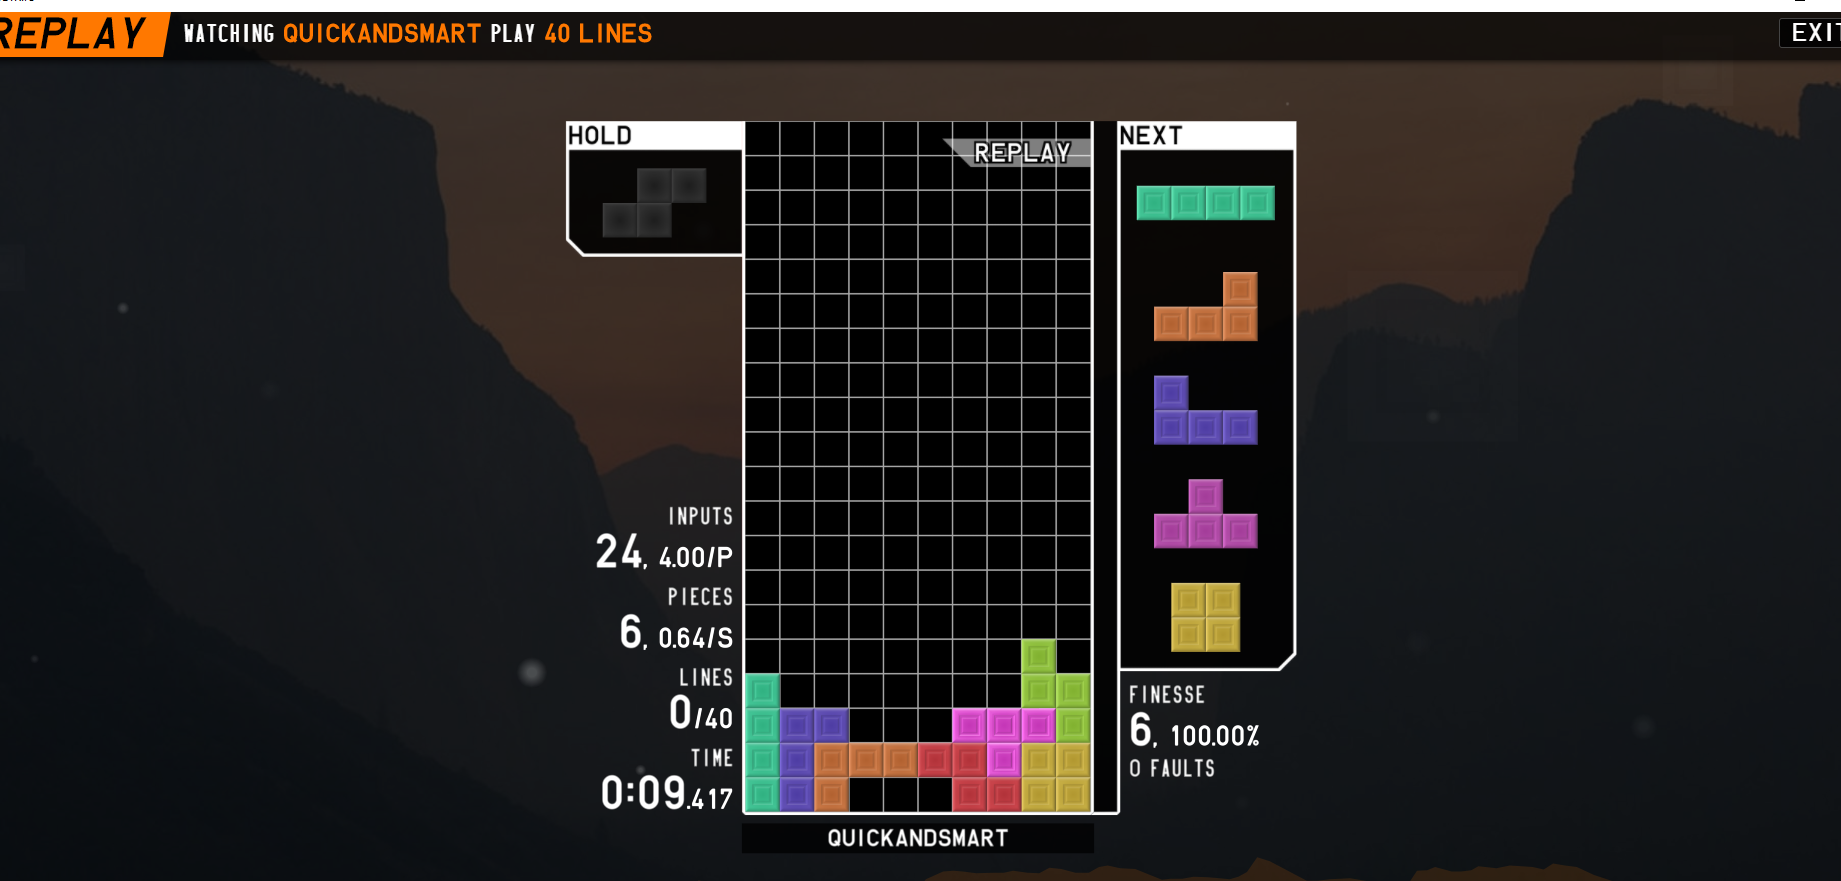 REPLAY WATCHING QUICKANDSMART PLAY 40 LINES
HOLD
REPLAY
NEXT
INPUTS
24, 4.00/P
PIECES
6, 0.64/S
LINES
0/40
TIME
0:09.417
FINESSE
6, 100.00%
0 FAULTS
QUICKANDSMART